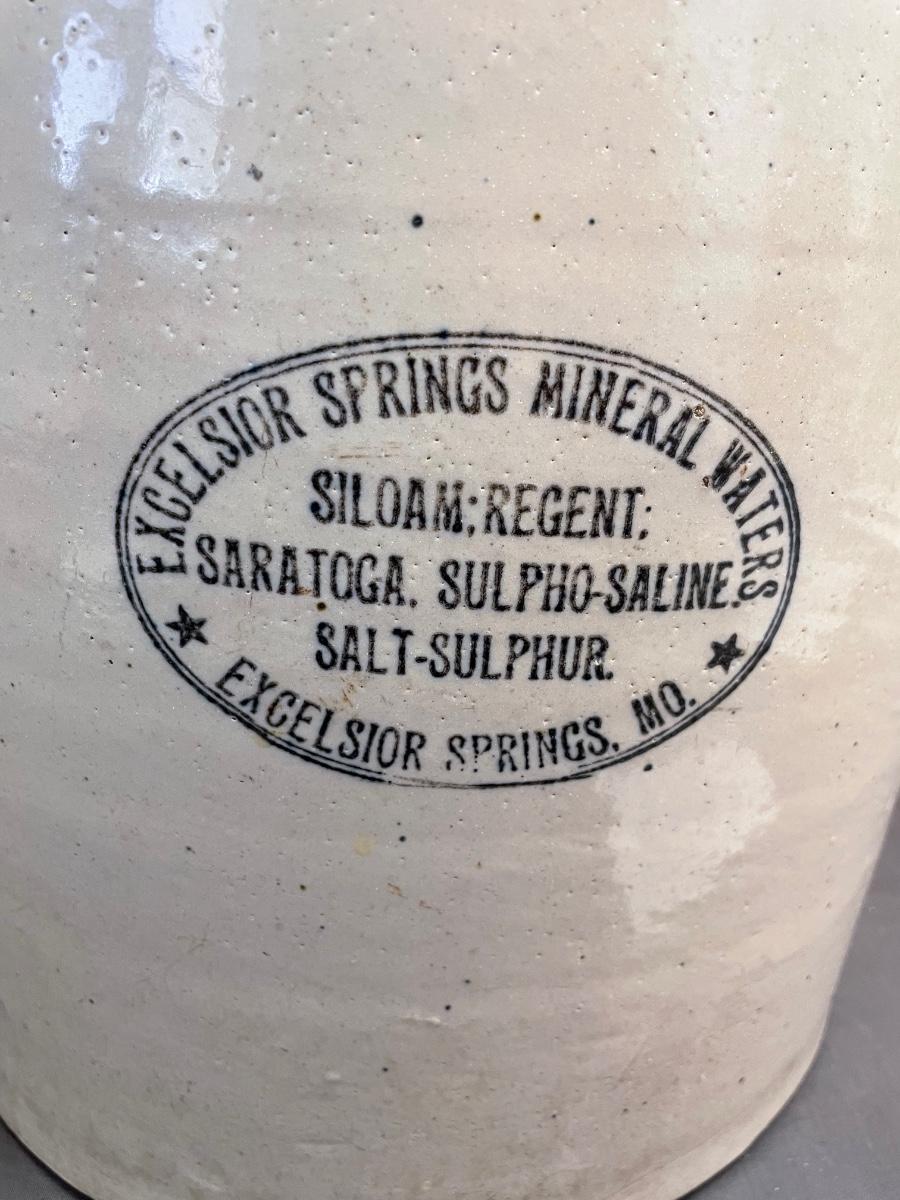 EXCELSIOR SPRINGS MINERAL WATERS
SILOAM; REGENT;
SARATOGA. SULPHO-SALINE.
SALT-SULPHUR.
EXCELSIOR SPRINGS. MO.